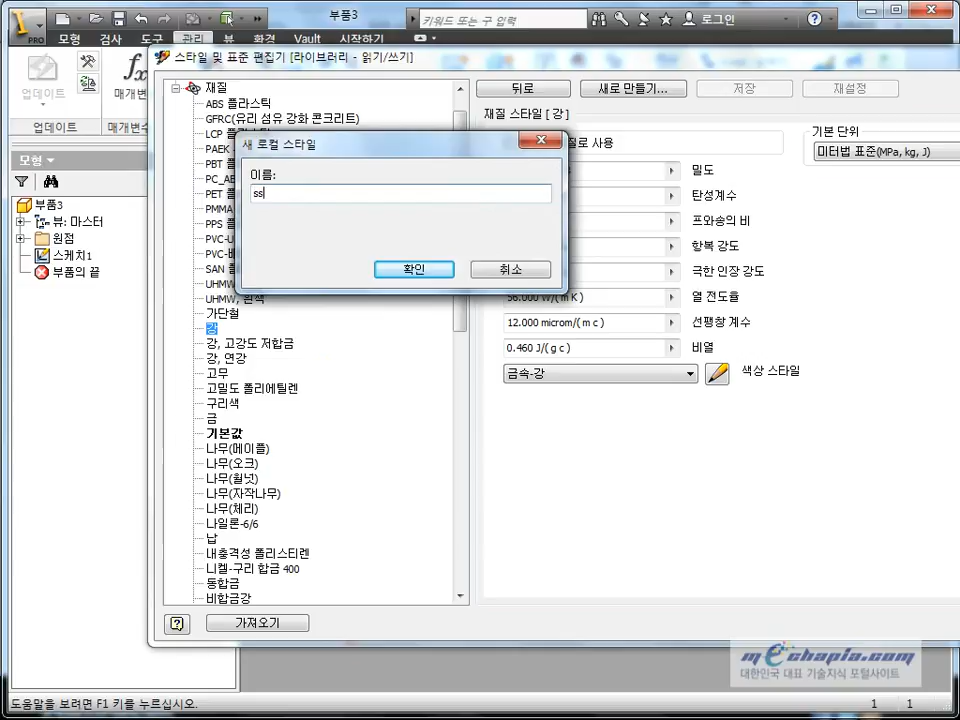 부품3
키워드 또는 구 입력
로그인
PRO
모형 검사 도구 관리 뷰 환경 Vault 시작하기
업데이트
매개변
업데이트 매개변수
스타일 및 표준 편집기 [라이브러리 - 읽기/쓰기]
모형
부품3
뷰: 마스터
원점
스케치1
부품의 끝
재질
ABS 플라스틱
GFRC(유리 섬유 강화 콘크리트)
LCP
PAEK
PBT 플
PC_AB
PET 플
PMMA
PPS 플
PVC-U
PVC-비
SAN 플
UHMW
UHMW, 흰색
가단철
강
강, 고강도 저합금
강, 연강
고무
고밀도 폴리에틸렌
구리색
금
기본값
나무(메이플)
나무(오크)
나무(월넛)
나무(자작나무)
나무(체리)
나일론-6/6
납
내충격성 폴리스티렌
니켈-구리 합금 400
동합금
비합금강
가져오기
뒤로 새로 만들기... 저장 재설정
재질 스타일 [ 강 ]
질로 사용
기본 단위
미터법 표준(MPa, kg, J)
밀도
탄성계수
프와송의 비
항복 강도
극한 인장 강도
56.000 W/( m K ) 열 전도율
12.000 microm/( m c ) 선팽창 계수
0.460 J/( g c ) 비열
금속-강 색상 스타일
새 로컬 스타일
이름:
ss
확인 취소
mechapia.com
대한민국 대표 기술지식 포털사이트
도움말을 보려면 F1 키를 누르십시오.
1 1